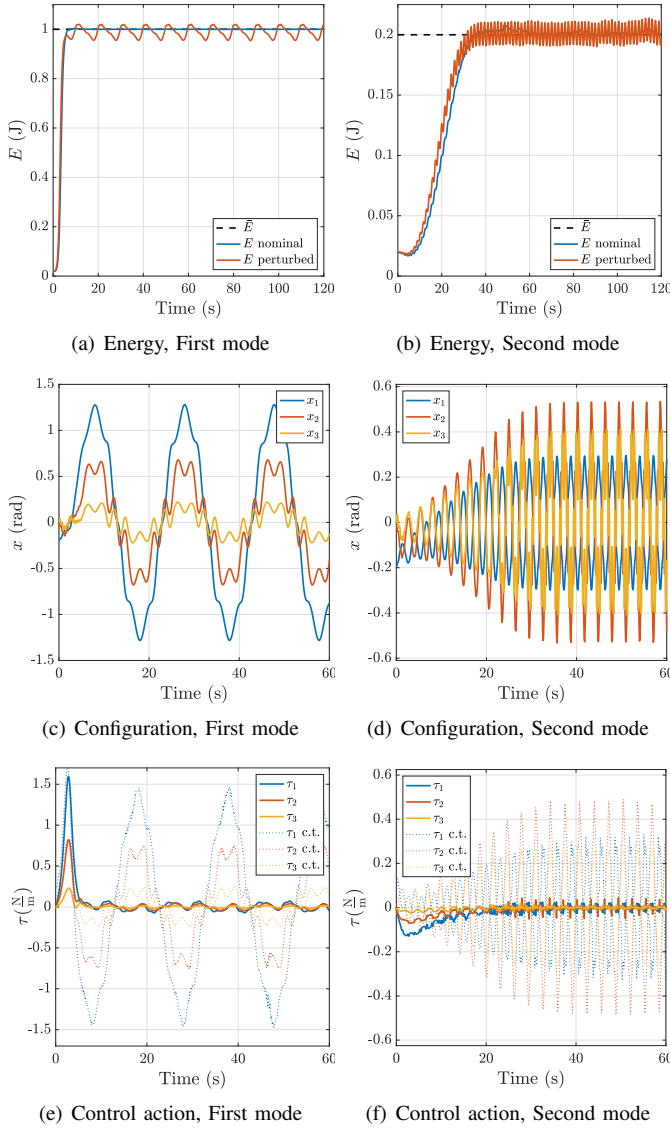 1
0.8
0.6
0.4
0.2
0
E (J)
Ē
E nominal
E perturbed
0 20 40 60 80 100 120
Time (s)
(a) Energy, First mode
0.2
0.15
0.1
0.05
0
E (J)
Ē
E nominal
E perturbed
0 20 40 60 80 100 120
Time (s)
(b) Energy, Second mode
1.5
1
0.5
0
-0.5
-1
-1.5
x (rad)
x₁
x₂
x₃
0 20 40 60
Time (s)
(c) Configuration, First mode
0.6
0.4
0.2
0
-0.2
-0.4
-0.6
x (rad)
x₁
x₂
x₃
0 20 40 60
Time (s)
(d) Configuration, Second mode
1.5
1
0.5
0
-0.5
-1
-1.5
τ(N/m)
τ₁
τ₂
τ₃
τ₁ c.t.
τ₂ c.t.
τ₃ c.t.
0 20 40 60
Time (s)
(e) Control action, First mode
0.6
0.4
0.2
0
-0.2
-0.4
-0.6
τ(N/m)
τ₁
τ₂
τ₃
τ₁ c.t.
τ₂ c.t.
τ₃ c.t.
0 20 40 60
Time (s)
(f) Control action, Second mode